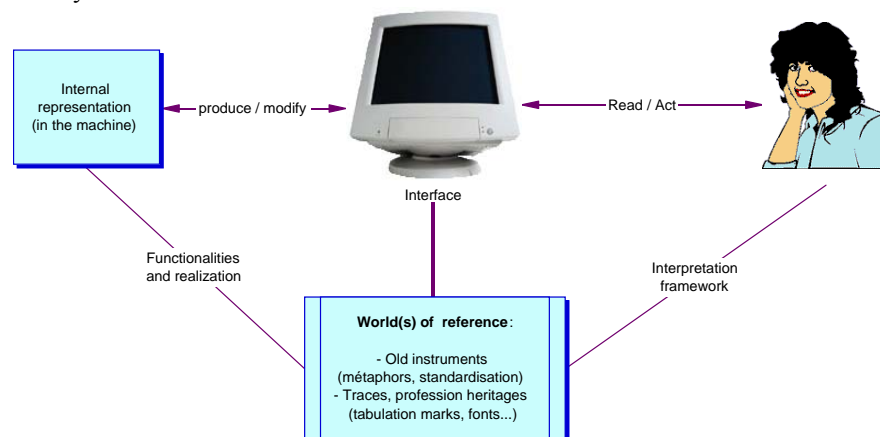 Internal
representation
(in the machine)
produce / modify
Read / Act
Interface
Functionalities
and realization
Interpretation
framework
World(s) of reference:
- Old instruments
(métaphors, standardisation)
- Traces, profession heritages
(tabulation marks, fonts...)